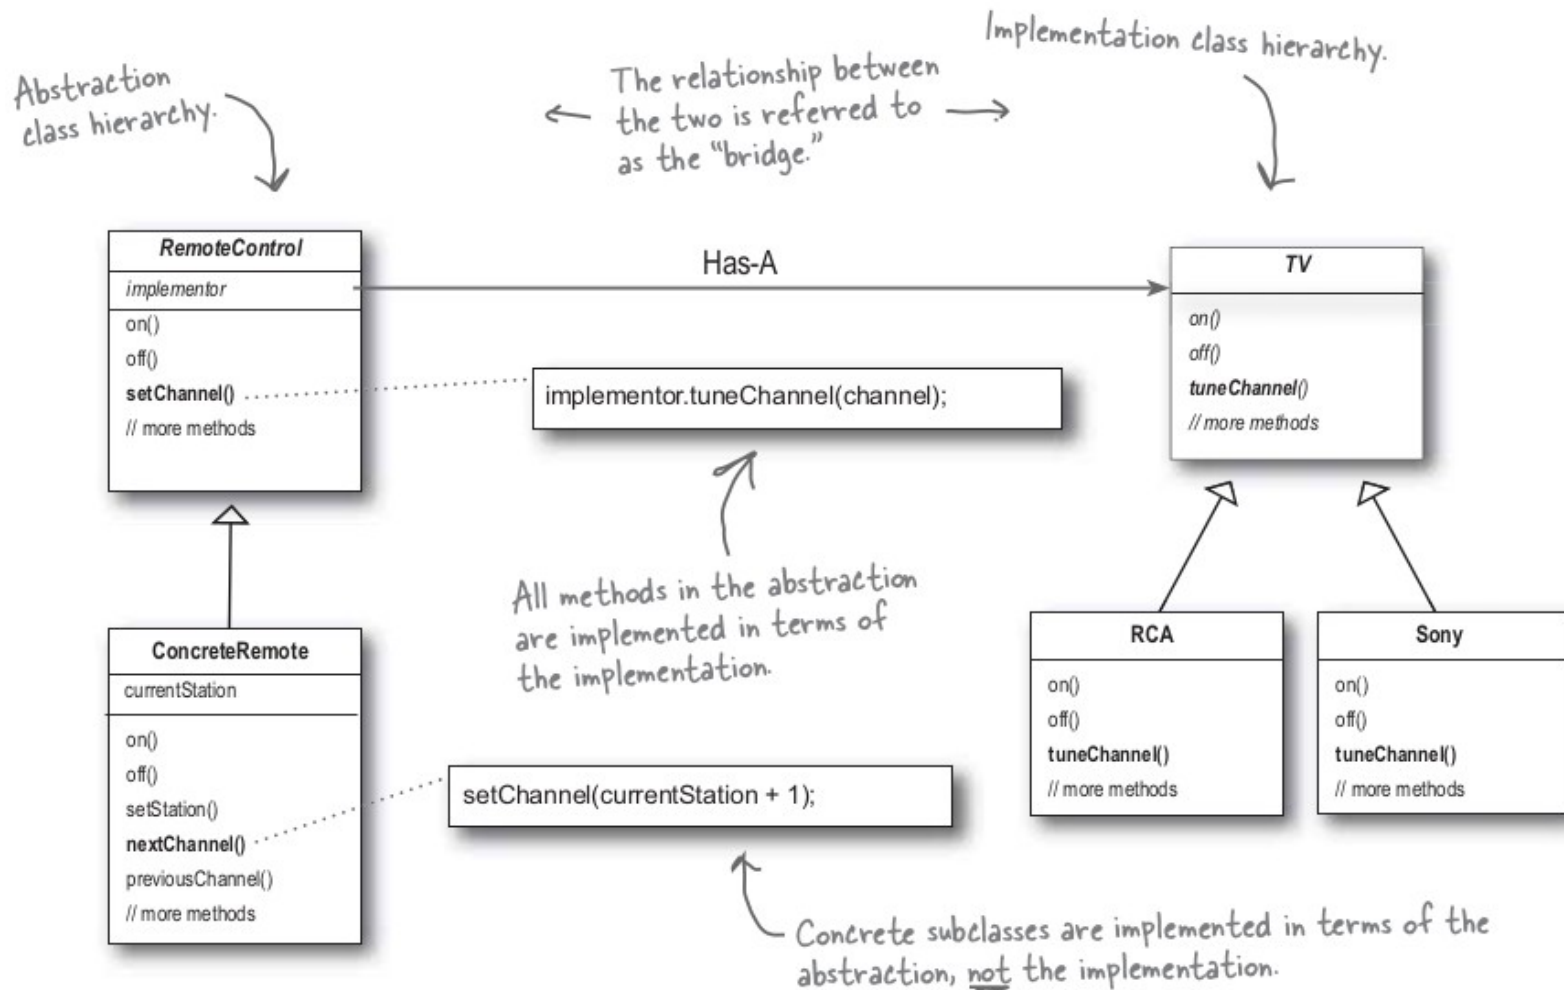 Implementation class hierarchy.
Abstraction
class hierarchy.
The relationship between
the two is referred to
as the “bridge.”
RemoteControl
implementor
on()
off()
setChannel()
// more methods
Has-A
TV
on()
off()
tuneChannel()
// more methods
implementor.tuneChannel(channel);
All methods in the abstraction
are implemented in terms of
the implementation.
ConcreteRemote
currentStation
on()
off()
setStation()
nextChannel()
previousChannel()
// more methods
setChannel(currentStation + 1);
RCA
on()
off()
tuneChannel()
// more methods
Sony
on()
off()
tuneChannel()
// more methods
Concrete subclasses are implemented in terms of the
abstraction, not the implementation.